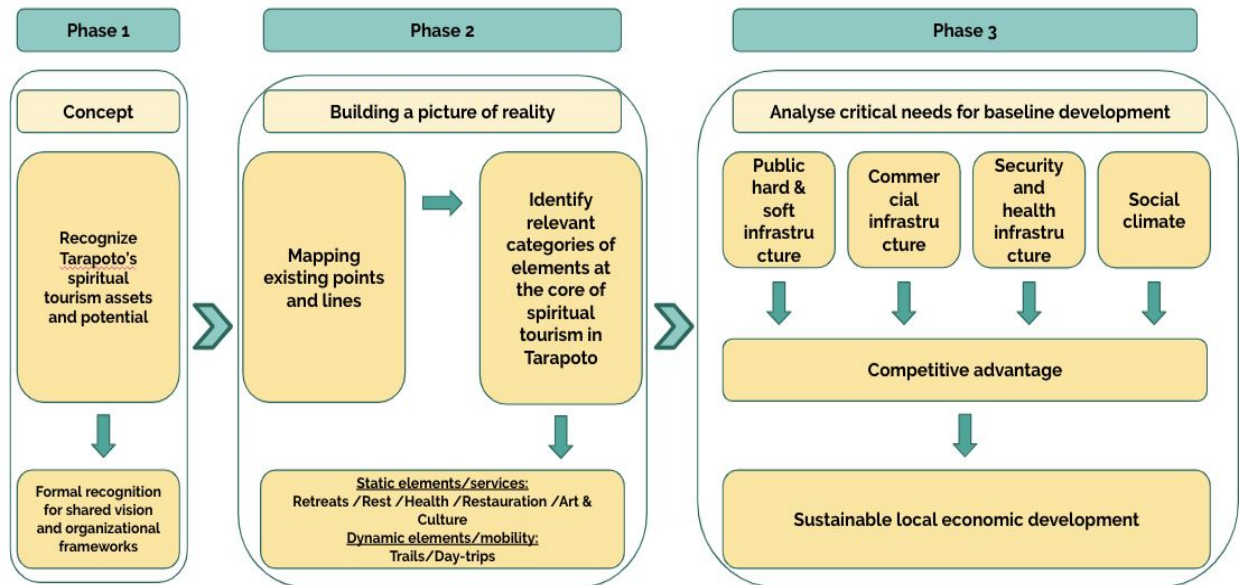 Phase 1
Phase 2
Phase 3
Concept
Building a picture of reality
Analyse critical needs for baseline development
Recognize
Tarapoto's
spiritual
tourism assets
and potential
Formal recognition
for shared vision
and organizational
frameworks
Mapping
existing points
and lines
Identify
relevant
categories of
elements at
the core of
spiritual
tourism in
Tarapoto
Static elements/services:
Retreats /Rest /Health /Restauration /Art &
Culture
Dynamic elements/mobility:
Trails/Day-trips
Public
hard &
soft
infrastru
cture
Commer
cial
infrastru
cture
Security
and
health
infrastru
cture
Social
climate
Competitive advantage
Sustainable local economic development